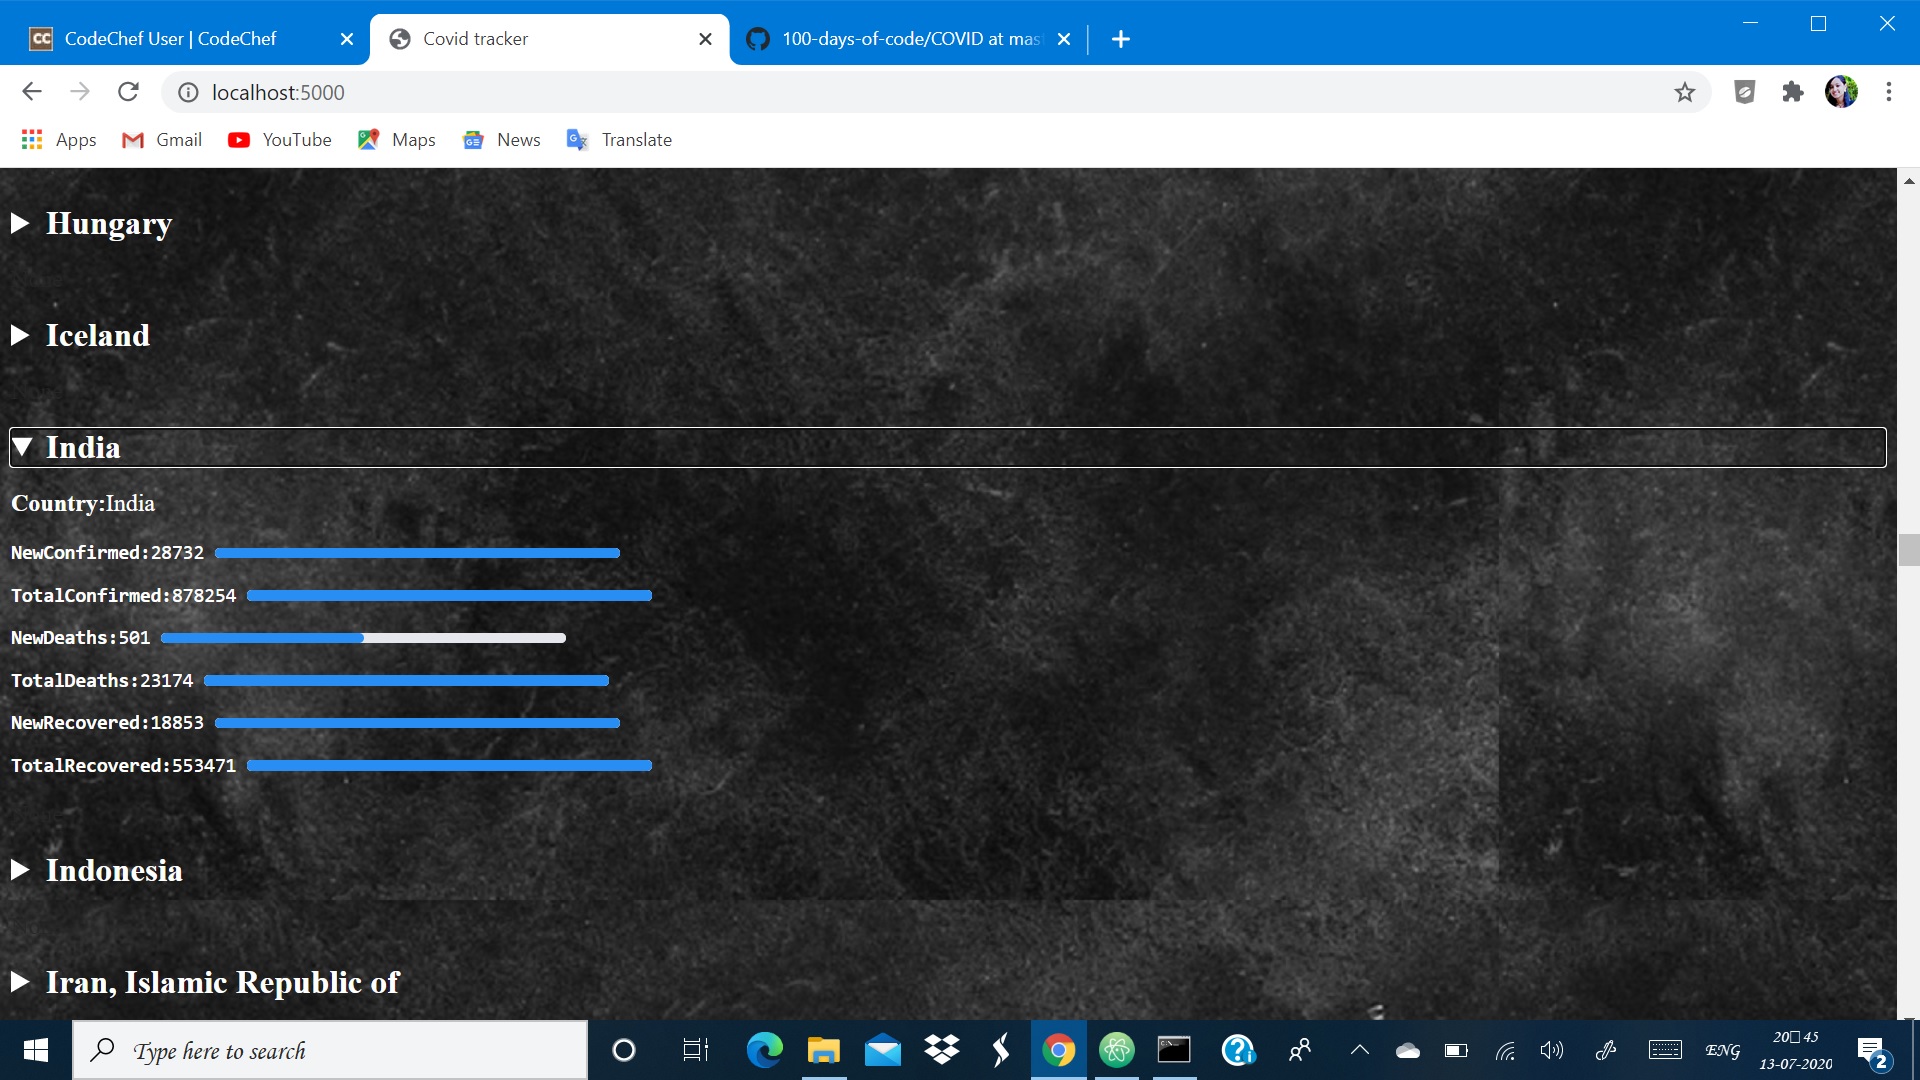 CodeChef User | CodeChef
Covid tracker
100-days-of-code/COVID at mas
localhost:5000
Apps
Gmail
YouTube
Maps
News
Translate
Hungary
Iceland
India
Country:India
NewConfirmed:28732
TotalConfirmed:878254
NewDeaths:501
TotalDeaths:23174
NewRecovered:18853
TotalRecovered:553471
Indonesia
Iran, Islamic Republic of
Type here to search
ENG
20▯45
13-07-2020
2